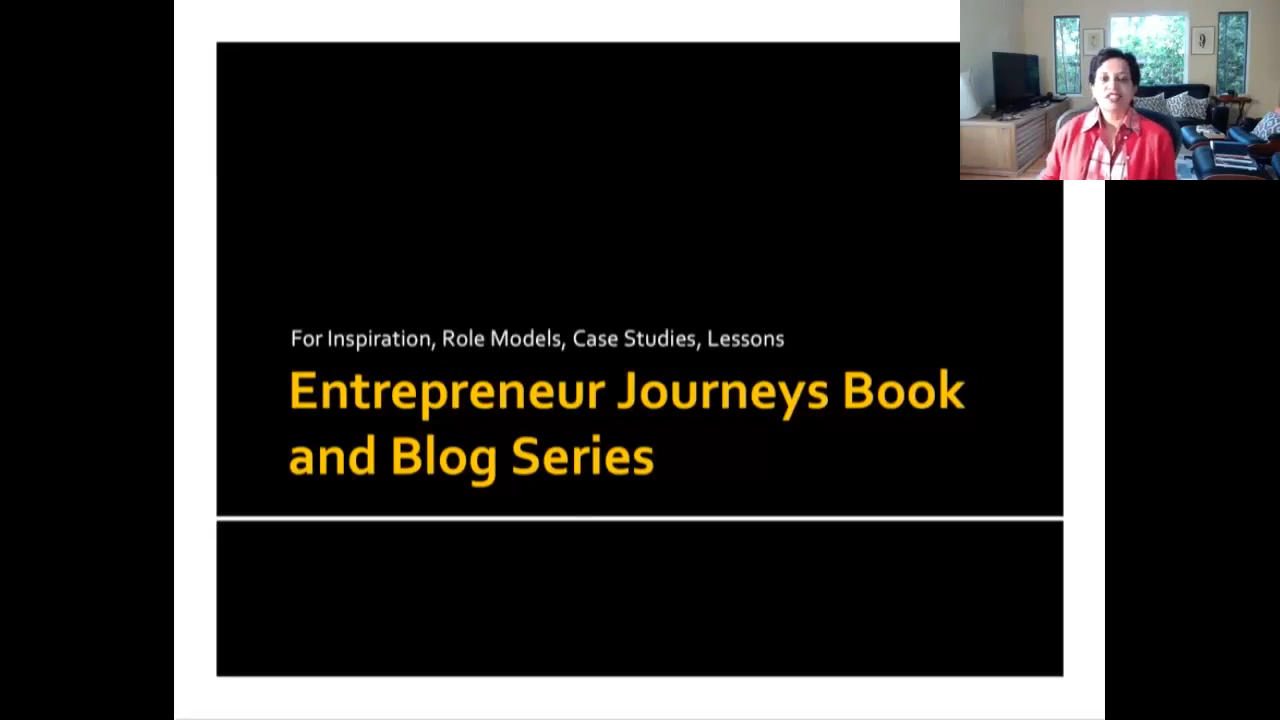 For Inspiration, Role Models, Case Studies, Lessons
Entrepreneur Journeys Book
and Blog Series